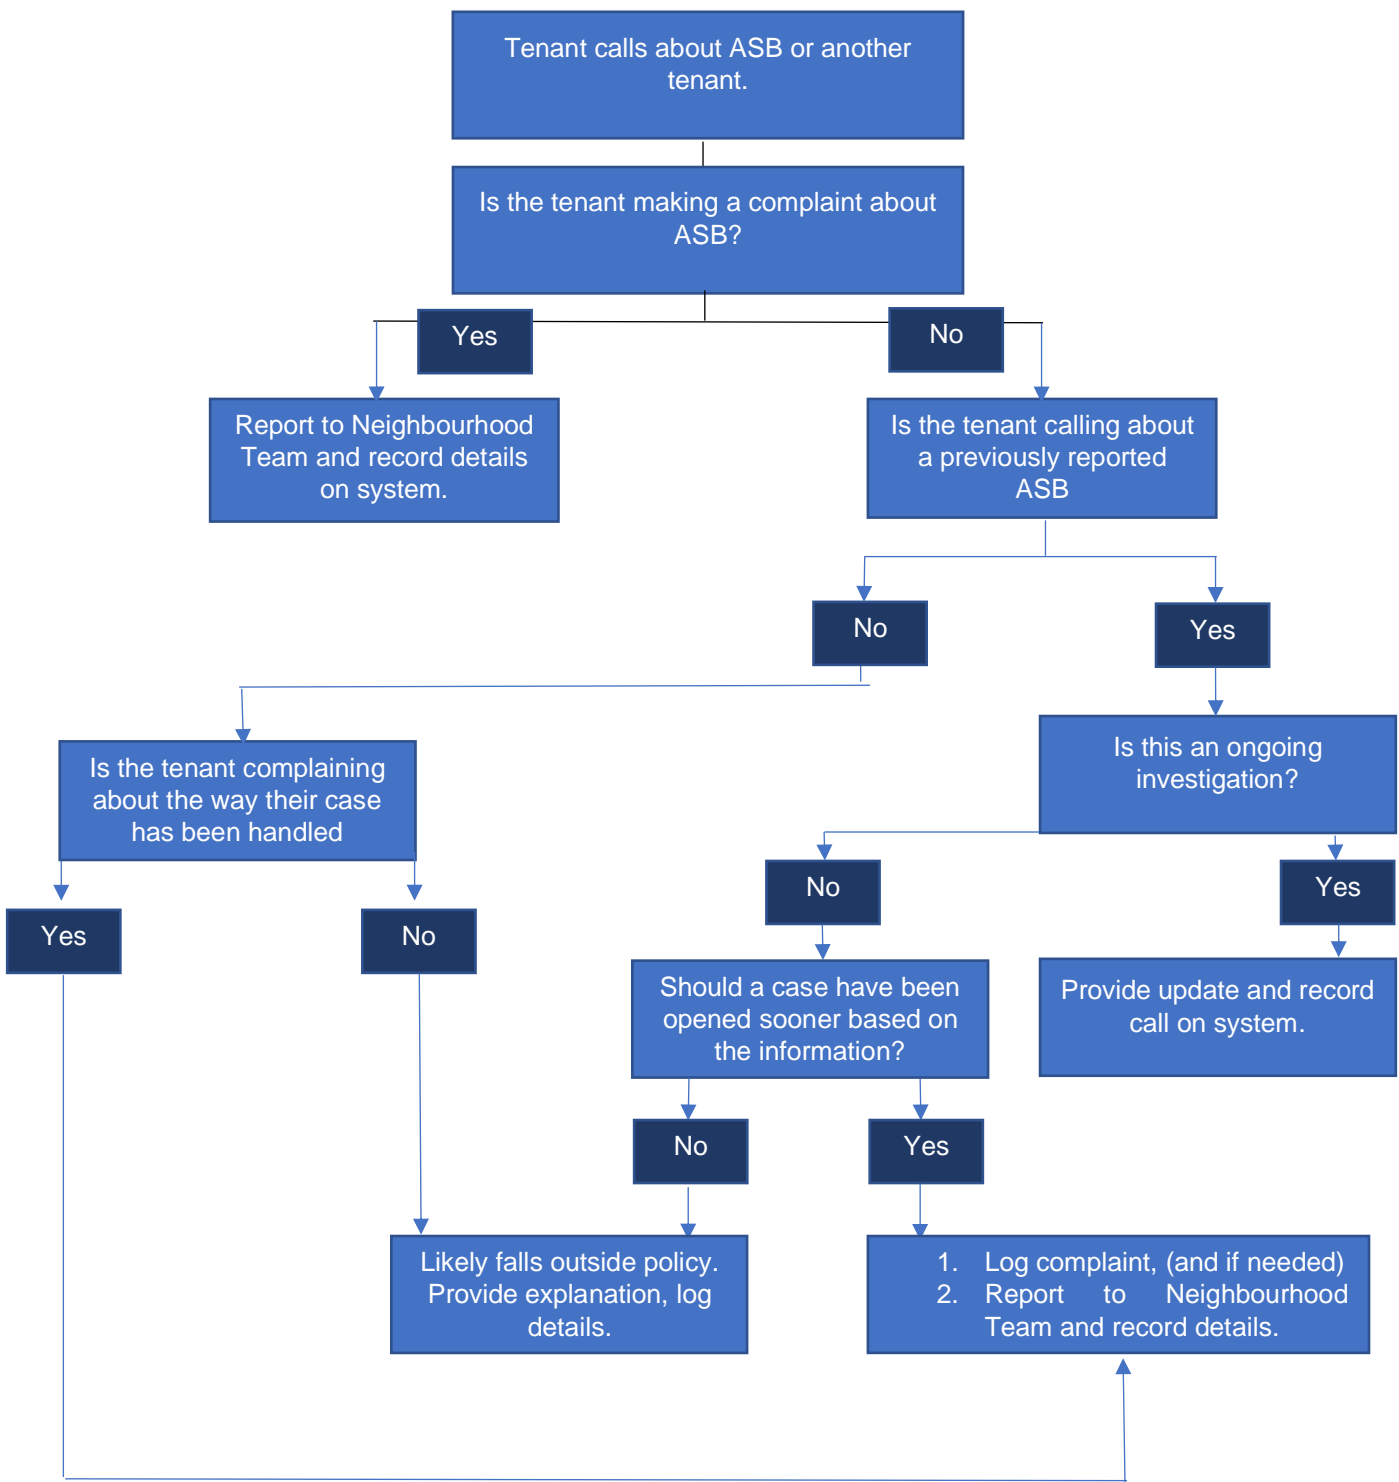 Tenant calls about ASB or another
tenant.
Is the tenant making a complaint about
ASB?
Yes
No
Report to Neighbourhood
Team and record details
on system.
Is the tenant calling about
a previously reported
ASB
No
Yes
Is the tenant complaining
about the way their case
has been handled
Is this an ongoing
investigation?
No
Yes
Yes
No
Should a case have been
opened sooner based on
the information?
Provide update and record
call on system.
No
Yes
Likely falls outside policy.
Provide explanation, log
details.
1. Log complaint, (and if needed)
2. Report to Neighbourhood
Team and record details.